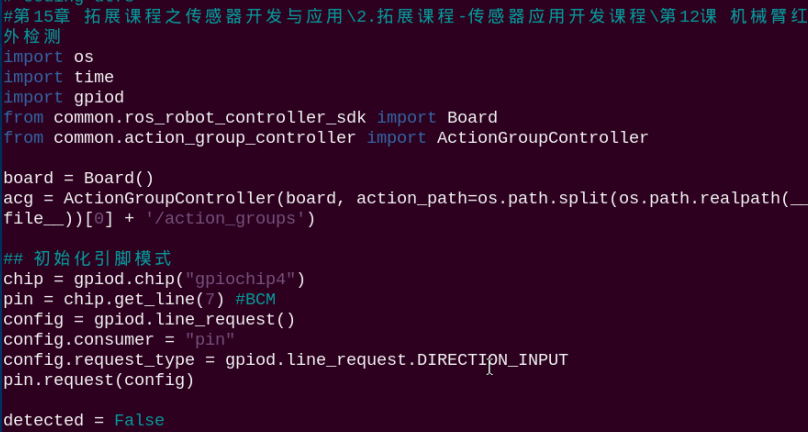 #第15章 拓展课程之传感器开发与应用\2.拓展课程-传感器应用开发课程\第12课 机械臂红
外检测
import os
import time
import gpiod
from common.ros_robot_controller_sdk import Board
from common.action_group_controller import ActionGroupController
board = Board()
acg = ActionGroupController(board, action_path=os.path.split(os.path.realpath(__
file__))[0] + '/action_groups')
## 初始化引脚模式
chip = gpiod.chip("gpiochip4")
pin = chip.get_line(7) #BCM
config = gpiod.line_request()
config.consumer = "pin"
config.request_type = gpiod.line_request.DIRECTION_INPUT
pin.request(config)
detected = False